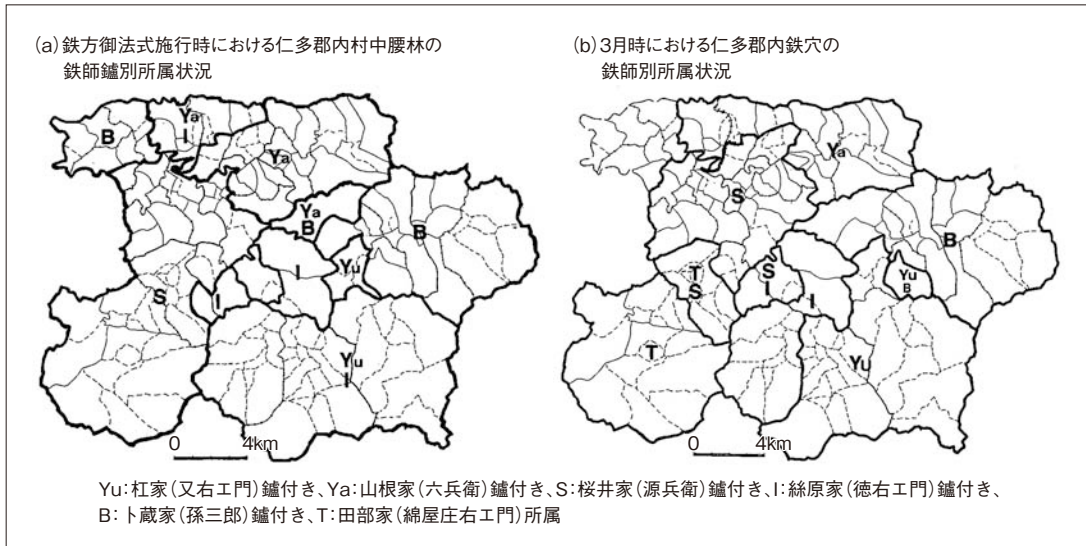 (a)鉄方御法式施行時における仁多郡内村中腰林の
鉄師鑪別所属状況
B
Ya
I
Ya
Ya
B
B
I
Yu
S
I
Yu
I
0 4km
(b)3月時における仁多郡内鉄穴の
鉄師別所属状況
Ya
S
B
T
S
S
I
I
Yu
B
T
Yu
0 4km
Yu:杠家(又右エ門)鑪付き、Ya:山根家(六兵衛)鑪付き、S:桜井家(源兵衛)鑪付き、I:絲原家(徳右エ門)鑪付き、
B:卜蔵家(孫三郎)鑪付き、T:田部家(綿屋庄右エ門)所属